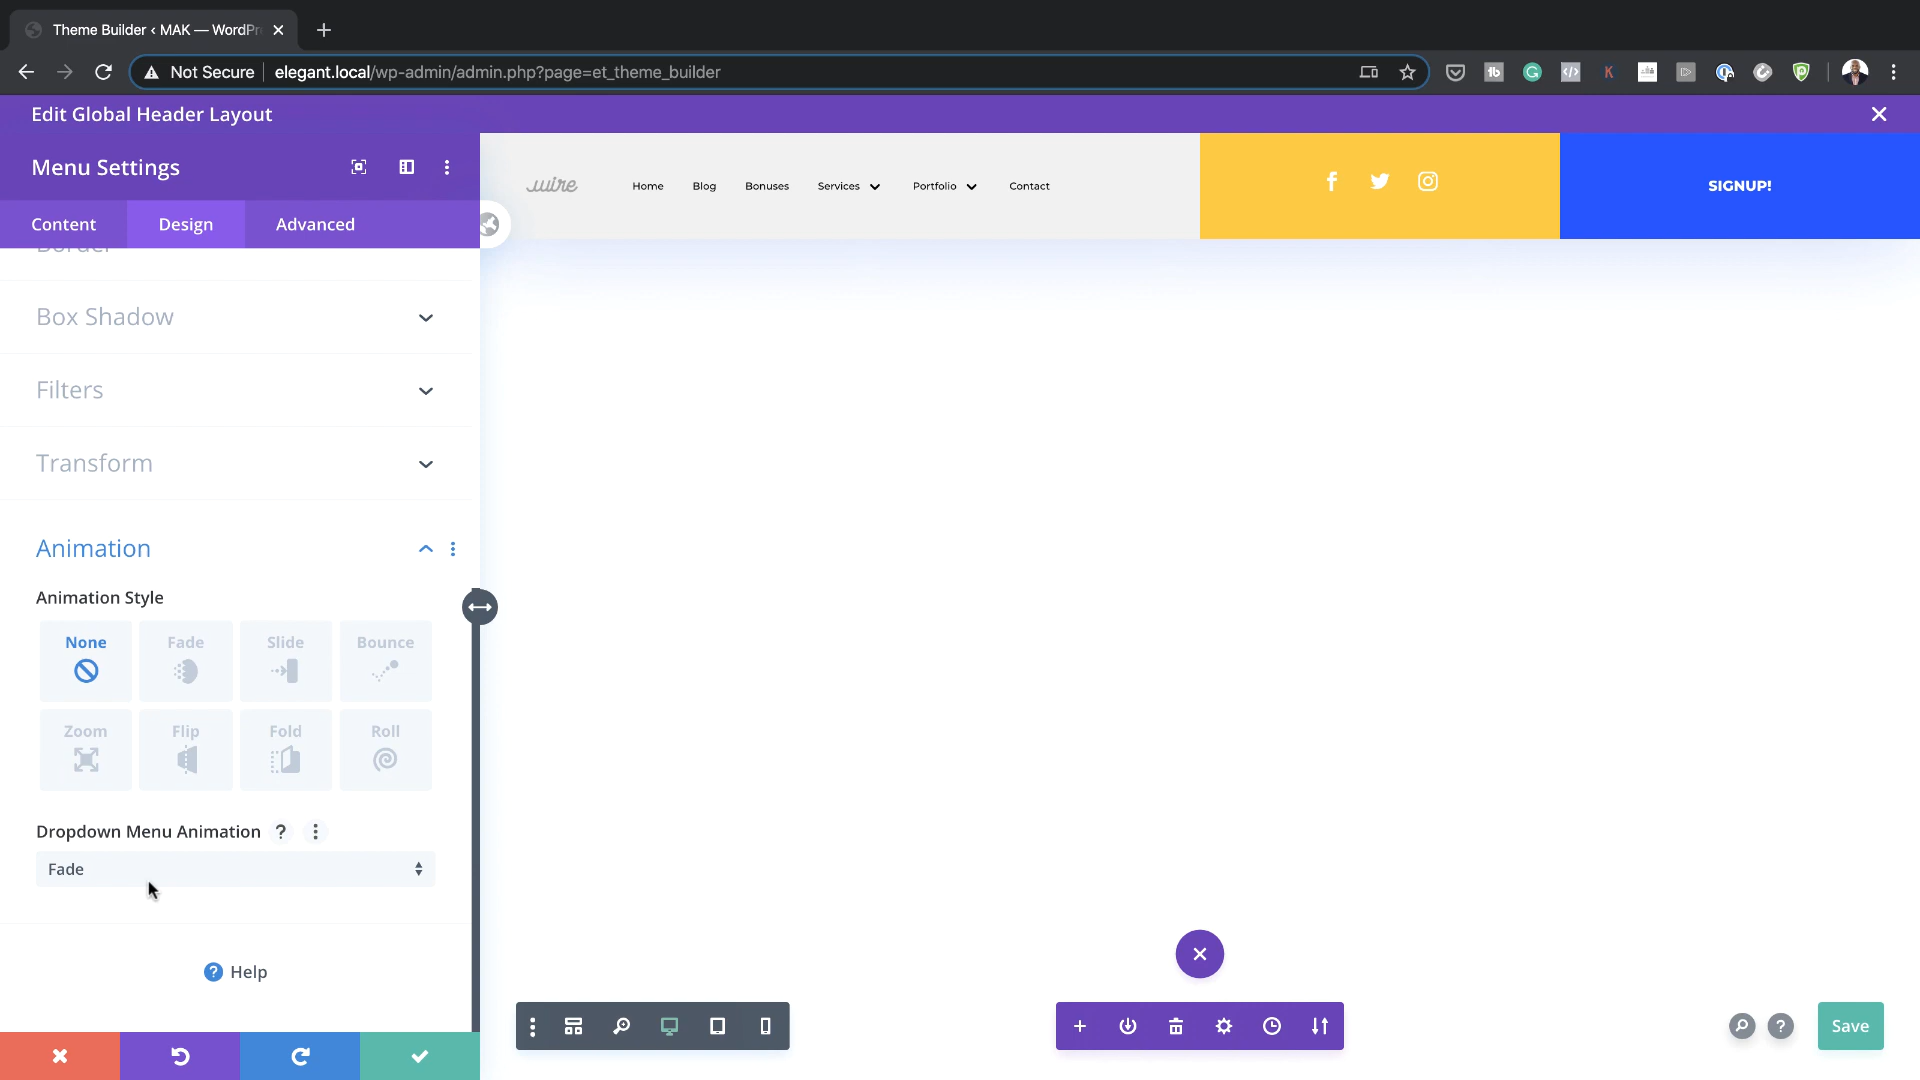 Theme Builder ‹ MAK — WordPr
Not Secure elegant.local/wp-admin/admin.php?page=et_theme_builder
Edit Global Header Layout
Menu Settings
Content Design Advanced
Border
Box Shadow
Filters
Transform
Animation
Animation Style
None Fade Slide Bounce
Zoom Flip Fold Roll
Dropdown Menu Animation ?
Fade
? Help
wire Home Blog Bonuses Services Portfolio Contact
SIGNUP!
? Save